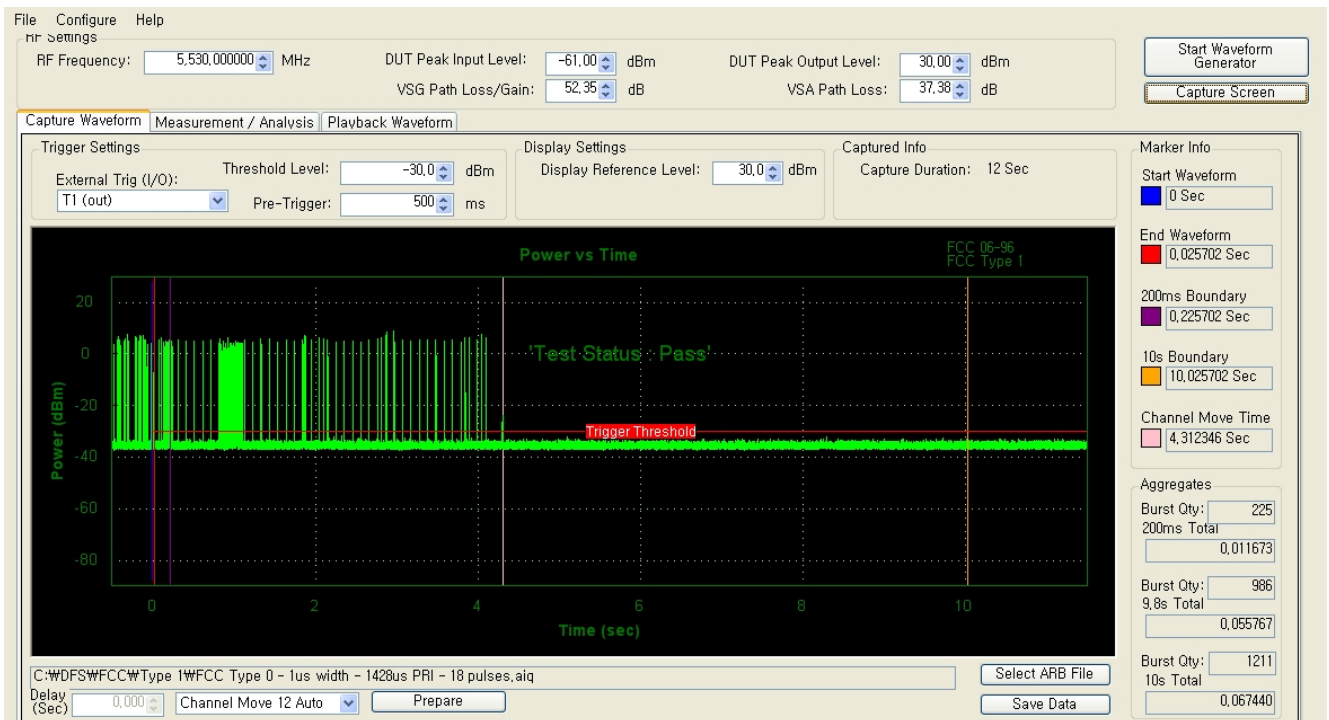 File Configure Help
RF Settings
RF Frequency: 5,530,000000 MHz
DUT Peak Input Level: -61,00 dBm
DUT Peak Output Level: 30,00 dBm
VSG Path Loss/Gain: 52,35 dB
VSA Path Loss: 37,38 dB
Start Waveform
Generator
Capture Screen
Capture Waveform Measurement / Analysis Playback Waveform
Trigger Settings
Threshold Level: -30,0 dBm
External Trig (I/O):
T1 (out)
Pre-Trigger: 500 ms
Display Settings
Display Reference Level: 30,0 dBm
Captured Info
Capture Duration: 12 Sec
Marker Info
Start Waveform
0 Sec
End Waveform
0,025702 Sec
200ms Boundary
0,225702 Sec
10s Boundary
10,025702 Sec
Channel Move Time
4,312346 Sec
Power vs Time
FCC 06-96
FCC Type 1
'Test Status : Pass'
Trigger Threshold
Power (dBm)
20
0
-20
-40
-60
-80
0 2 4 6 8 10
Time (sec)
Aggregates
Burst Qty: 225
200ms Total
0,011673
Burst Qty: 986
9,8s Total
0,055767
Burst Qty: 1211
10s Total
0,067440
C:₩DFS₩FCC₩Type 1₩FCC Type 0 - 1us width - 1428us PRI - 18 pulses,aiq
Select ARB File
Delay
(Sec) 0,000
Channel Move 12 Auto
Prepare
Save Data